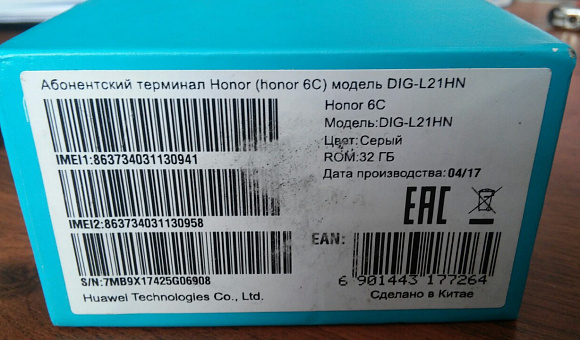 Абонентский терминал Honor (honor 6C) модель DIG-L21HN
IMEI1:863734031130941
IMEI2:863734031130958
S/N:7MB9X17425G06908
Huawei Technologies Co., Ltd.
Honor 6C
Модель:DIG-L21HN
Цвет:Серый
ROM:32 ГБ
Дата производства:04/17
EAC
EAN:
6 901443 177264
Сделано в Китае